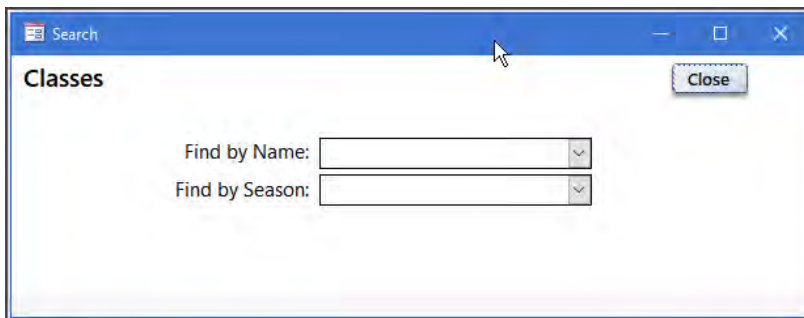 Search
Classes
Close
Find by Name:
Find by Season: